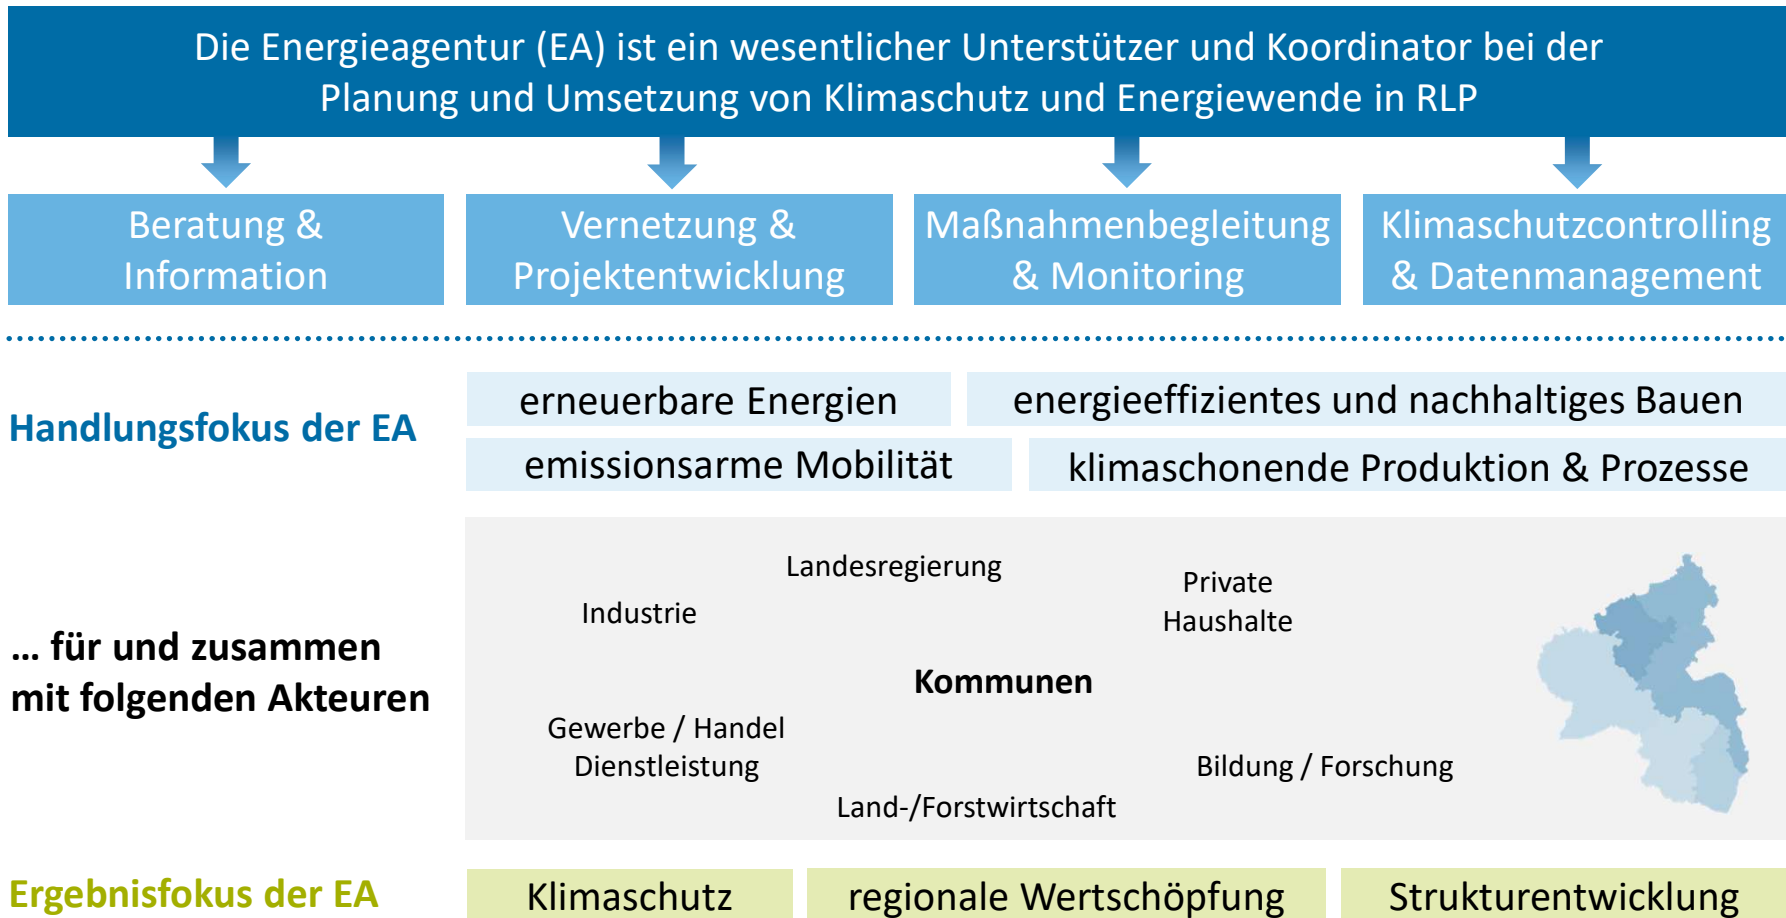 Die Energieagentur (EA) ist ein wesentlicher Unterstützer und Koordinator bei der
Planung und Umsetzung von Klimaschutz und Energiewende in RLP
Beratung &
Information
Vernetzung &
Projektentwicklung
Maßnahmenbegleitung
& Monitoring
Klimaschutzcontrolling
& Datenmanagement
Handlungsfokus der EA
erneuerbare Energien
energieeffizientes und nachhaltiges Bauen
emissionsarme Mobilität
klimaschonende Produktion & Prozesse
... für und zusammen
mit folgenden Akteuren
Landesregierung
Industrie
Private
Haushalte
Kommunen
Gewerbe / Handel
Dienstleistung
Bildung / Forschung
Land-/Forstwirtschaft
Ergebnisfokus der EA
Klimaschutz
regionale Wertschöpfung
Strukturentwicklung